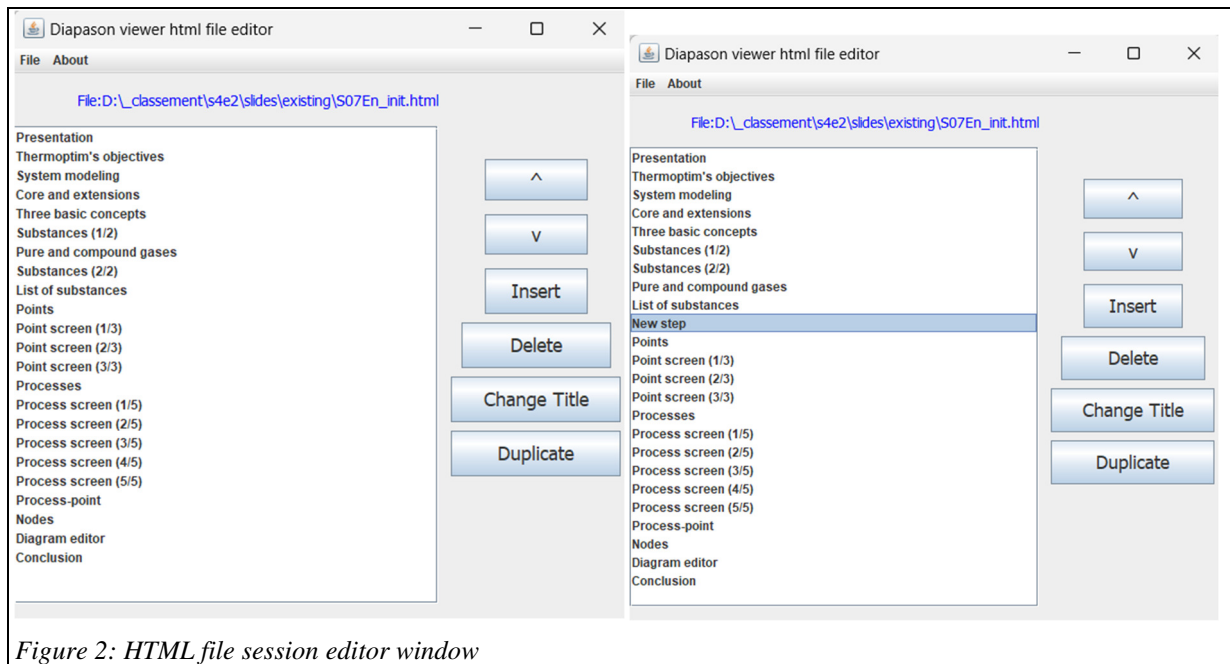 Diapason viewer html file editor
File About
File:D:\_classement\s4e2\slides\existing\S07En_init.html
Presentation
Thermoptim's objectives
System modeling
Core and extensions
Three basic concepts
Substances (1/2)
Pure and compound gases
Substances (2/2)
List of substances
Points
Point screen (1/3)
Point screen (2/3)
Point screen (3/3)
Processes
Process screen (1/5)
Process screen (2/5)
Process screen (3/5)
Process screen (4/5)
Process screen (5/5)
Process-point
Nodes
Diagram editor
Conclusion
^
v
Insert
Delete
Change Title
Duplicate
Diapason viewer html file editor
File About
File:D:\_classement\s4e2\slides\existing\S07En_init.html
Presentation
Thermoptim's objectives
System modeling
Core and extensions
Three basic concepts
Substances (1/2)
Substances (2/2)
Pure and compound gases
List of substances
New step
Points
Point screen (1/3)
Point screen (2/3)
Point screen (3/3)
Processes
Process screen (1/5)
Process screen (2/5)
Process screen (3/5)
Process screen (4/5)
Process screen (5/5)
Process-point
Nodes
Diagram editor
Conclusion
^
v
Insert
Delete
Change Title
Duplicate
Figure 2: HTML file session editor window